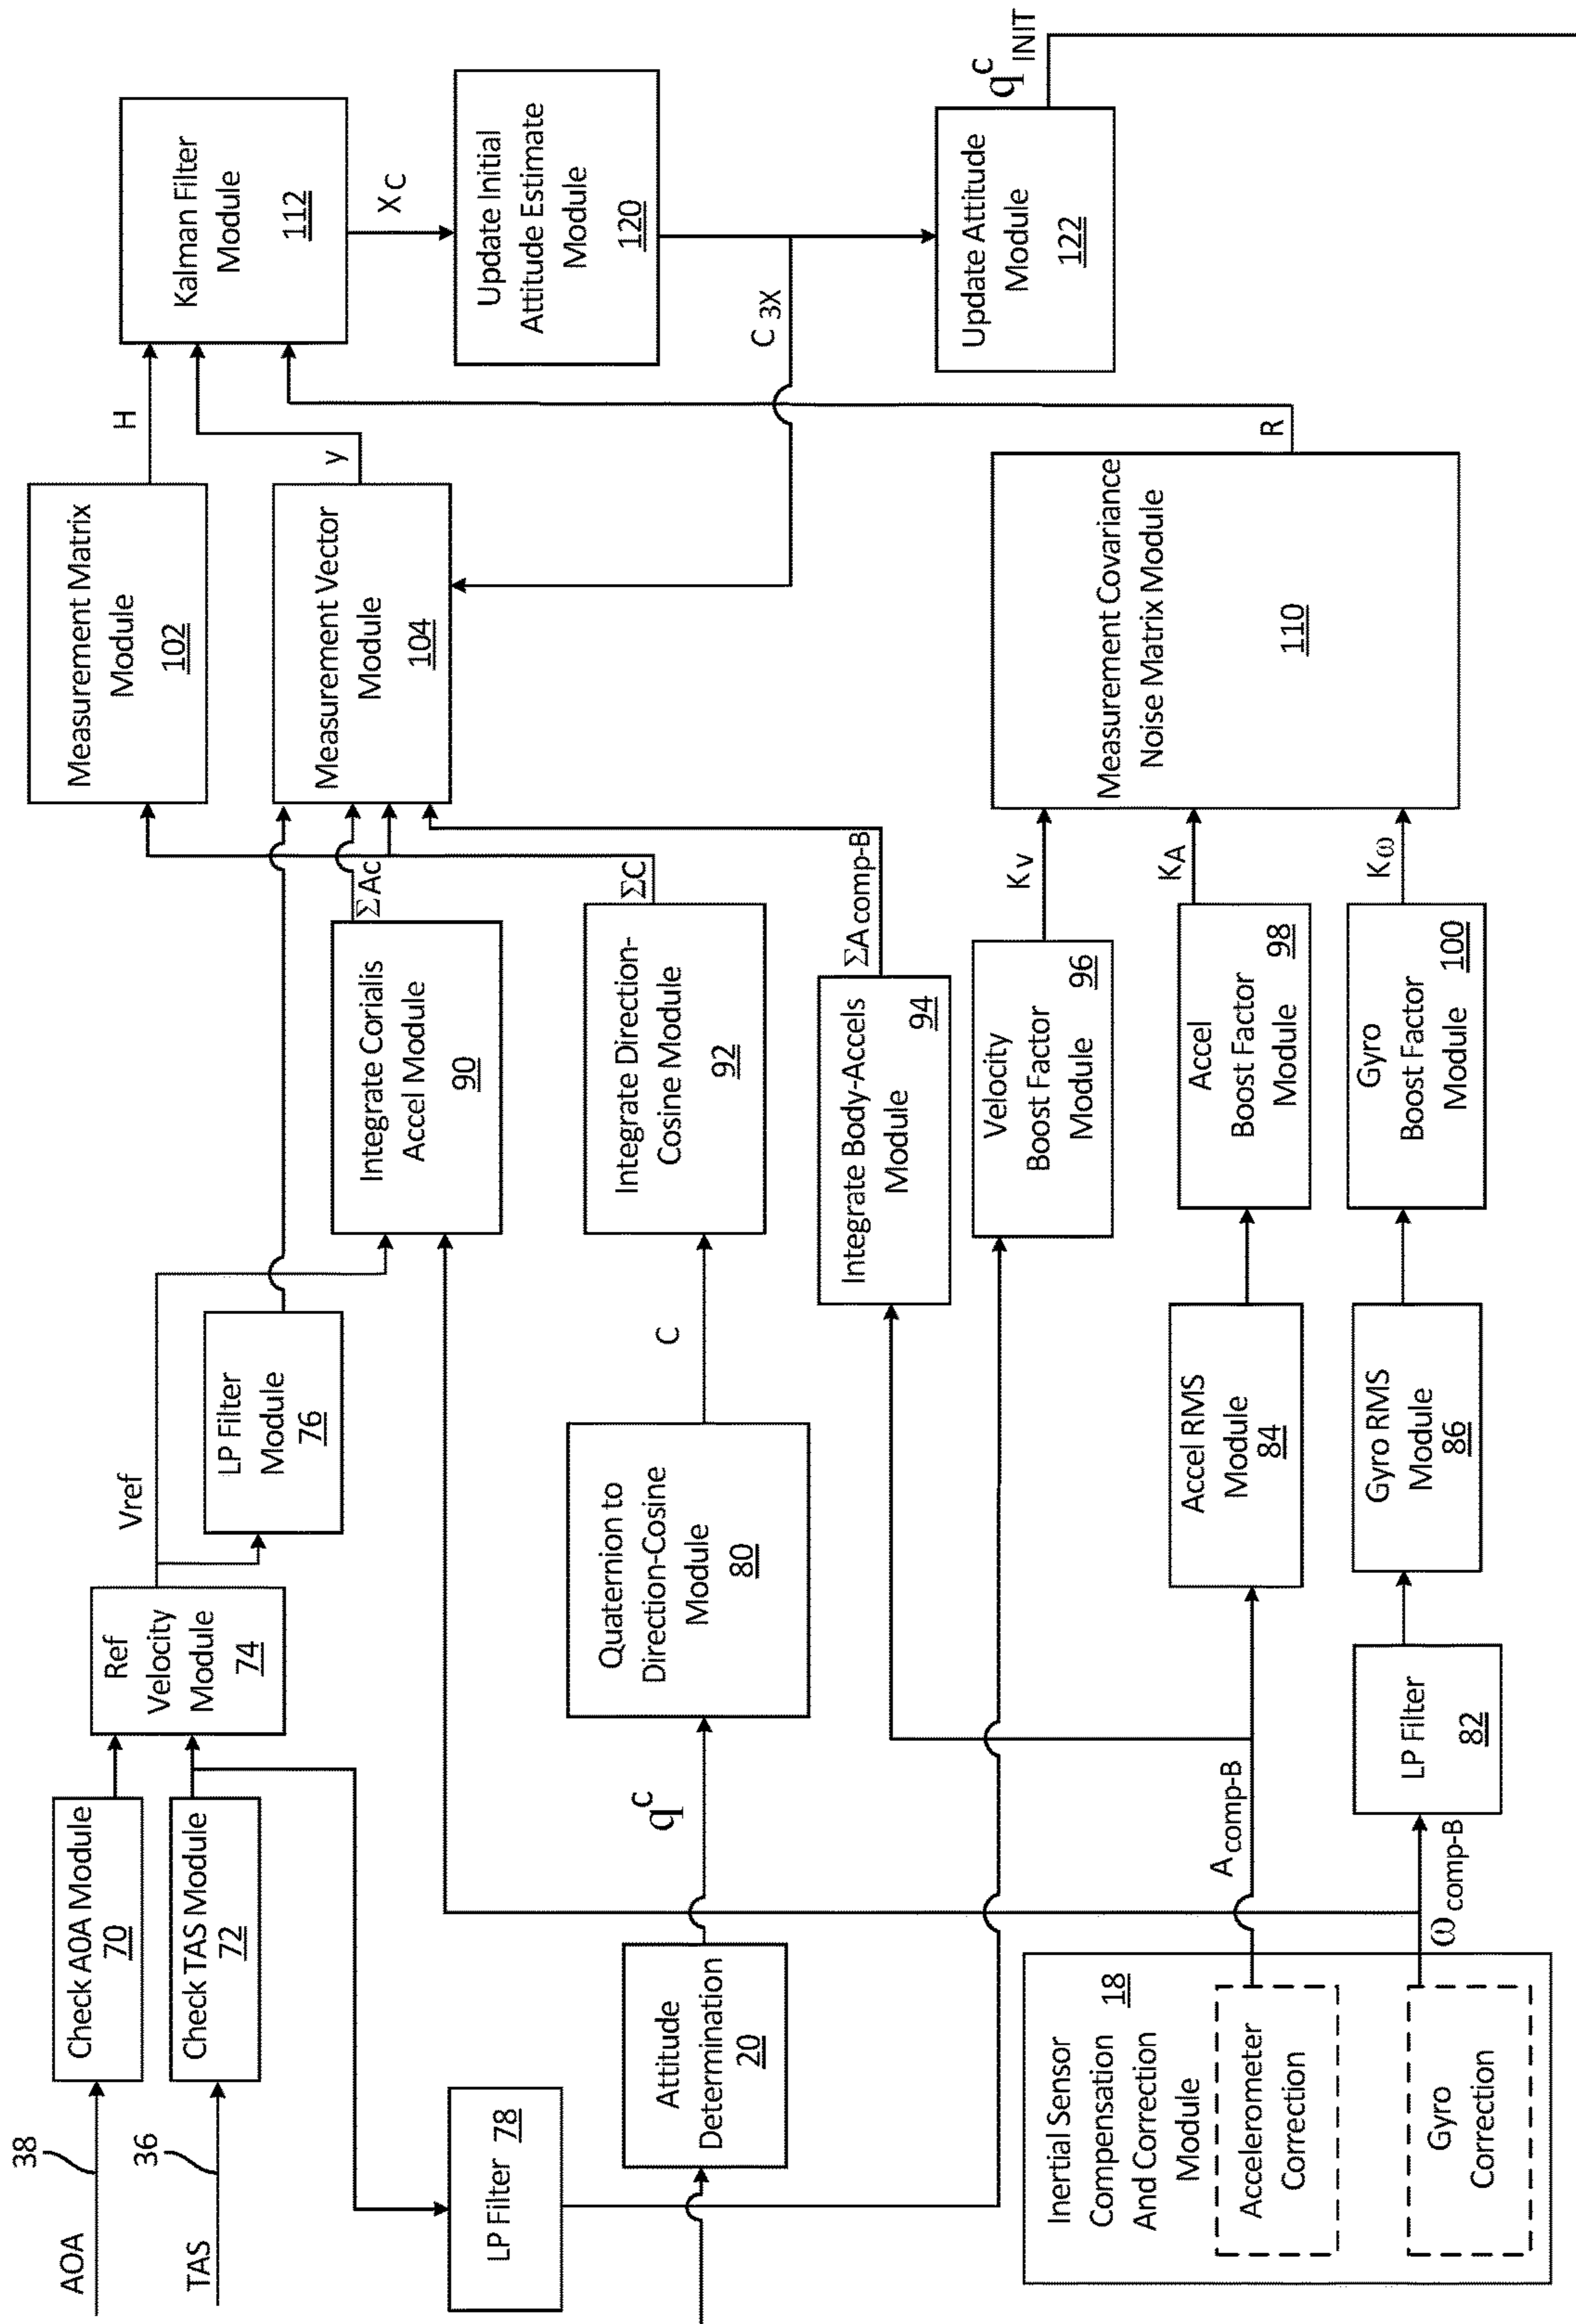 AOA
38
TAS
36
Check AOA Module
70
Check TAS Module
72
Ref
Velocity
Module
74
Vref
LP Filter
Module
76
LP Filter 78
Attitude
Determination
20
q^c
Quaternion to
Direction-Cosine
Module
80
C
Inertial Sensor
Compensation 18
And Correction
Module
Accelerometer
Correction
Gyro
Correction
A comp-B
ω comp-B
LP Filter
82
Accel RMS
Module
84
Gyro RMS
Module
86
Integrate Corialis
Accel Module
90
ΣAc
Integrate Direction-
Cosine Module
92
ΣC
Integrate Body-Accels
Module 94
ΣA comp-B
Velocity
Boost Factor
Module 96
Kv
Accel
Boost Factor
Module 98
KA
Gyro
Boost Factor
Module 100
Kω
Measurement Matrix
Module
102
H
Measurement Vector
Module
104
y
Measurement Covariance
Noise Matrix Module
110
R
Kalman Filter
Module
112
X C
Update Initial
Attitude Estimate
Module
120
C 3X
Update Attitude
Module
122
q^c INIT